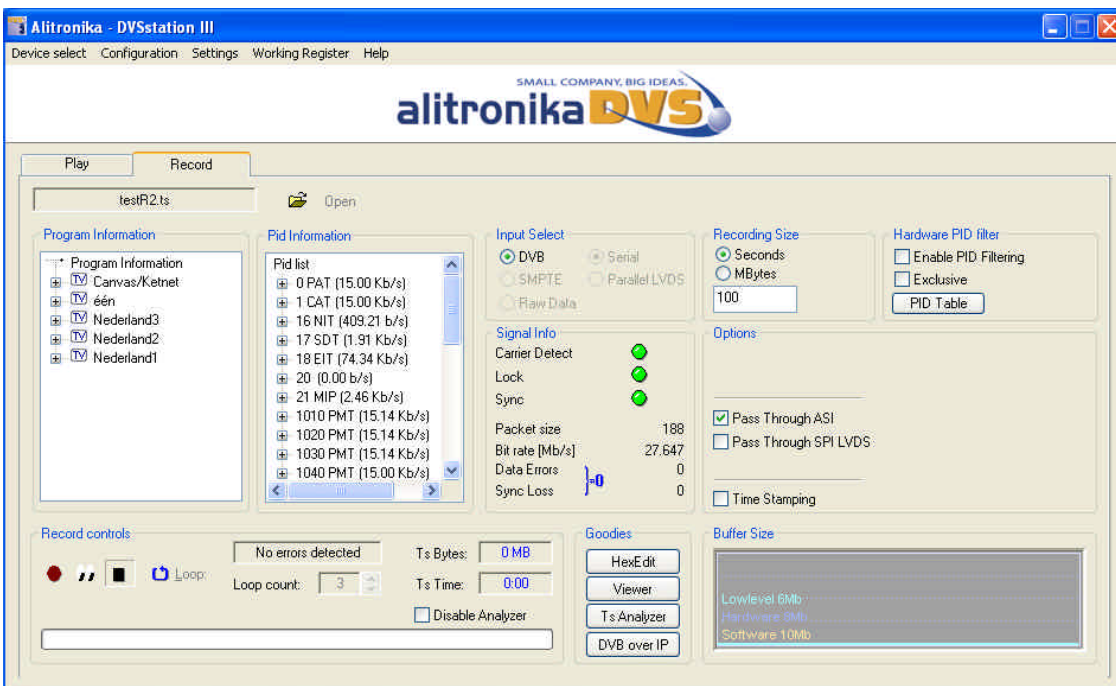 Alitronika - DVSstation III
Device select Configuration Settings Working Register Help
SMALL COMPANY, BIG IDEAS.
alitronika DVS
Play Record
testR2.ts Open
Program Information
Program Information
TV Canvas/Ketnet
TV één
TV Nederland3
TV Nederland2
TV Nederland1
Pid Information
Pid list
0 PAT (15.00 Kb/s)
1 CAT (15.00 Kb/s)
16 NIT (409.21 b/s)
17 SDT (1.91 Kb/s)
18 EIT (74.34 Kb/s)
20 (0.00 b/s)
21 MIP (2.46 Kb/s)
1010 PMT (15.14 Kb/s)
1020 PMT (15.14 Kb/s)
1030 PMT (15.14 Kb/s)
1040 PMT (15.00 Kb/s)
Input Select
DVB Serial
SMPTE Parallel LVDS
Raw Data
Signal Info
Carrier Detect
Lock
Sync
Packet size 188
Bit rate [Mb/s] 27.647
Data Errors 0
Sync Loss 0
}=0
Recording Size
Seconds
MBytes
100
Hardware PID filter
Enable PID Filtering
Exclusive
PID Table
Options
Pass Through ASI
Pass Through SPI LVDS
Time Stamping
Record controls
Loop:
No errors detected
Loop count: 3
Ts Bytes: 0 MB
Ts Time: 0:00
Disable Analyzer
Goodies
HexEdit
Viewer
Ts Analyzer
DVB over IP
Buffer Size
Lowlevel 6Mb
Hardware 8Mb
Software 10Mb